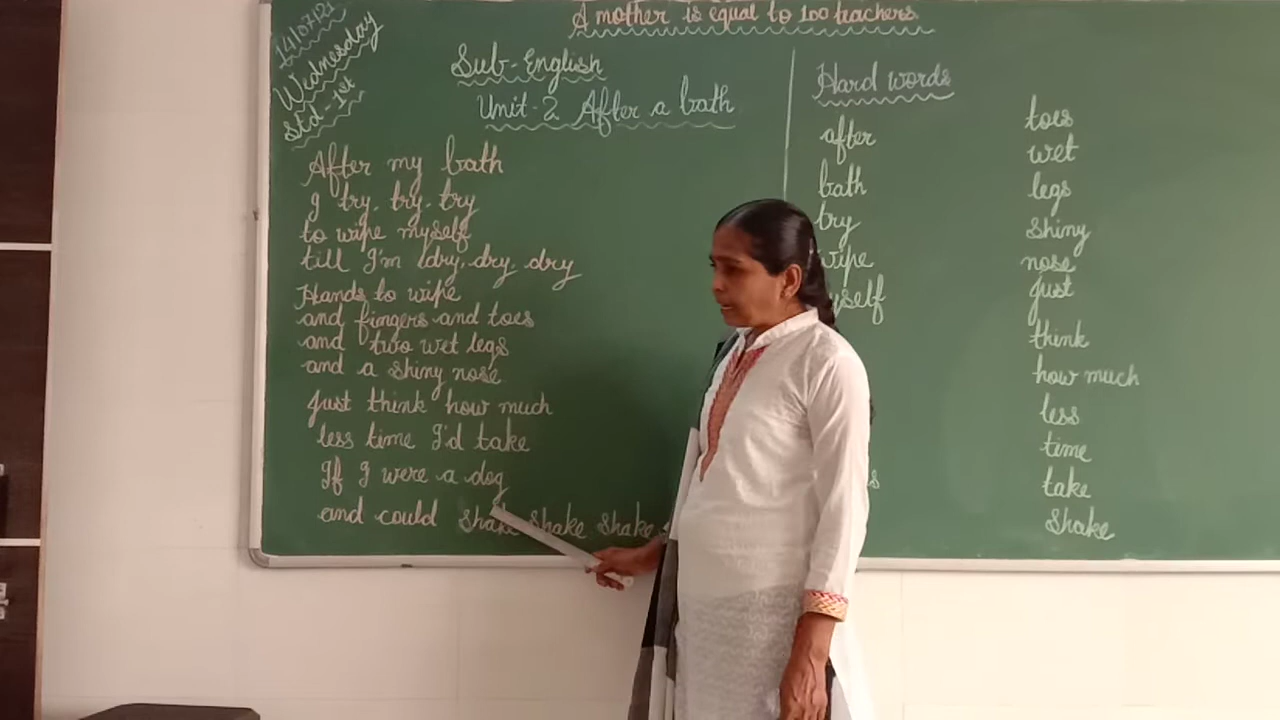 A mother is equal to 100 teachers
14/07/21
Wednesday
Std-1st
Sub-English
Unit-2 After a bath
After my bath
I try, try, try
to wipe myself
till I'm dry, dry, dry
Hands to wipe
and fingers and toes
and two wet legs
and a shiny nose
Just think how much
less time I'd take
If I were a dog
and could shake shake shake
Hard words
after
bath
try
wipe
toes
wet
legs
shiny
nose
just
think
how much
less
time
take
shake